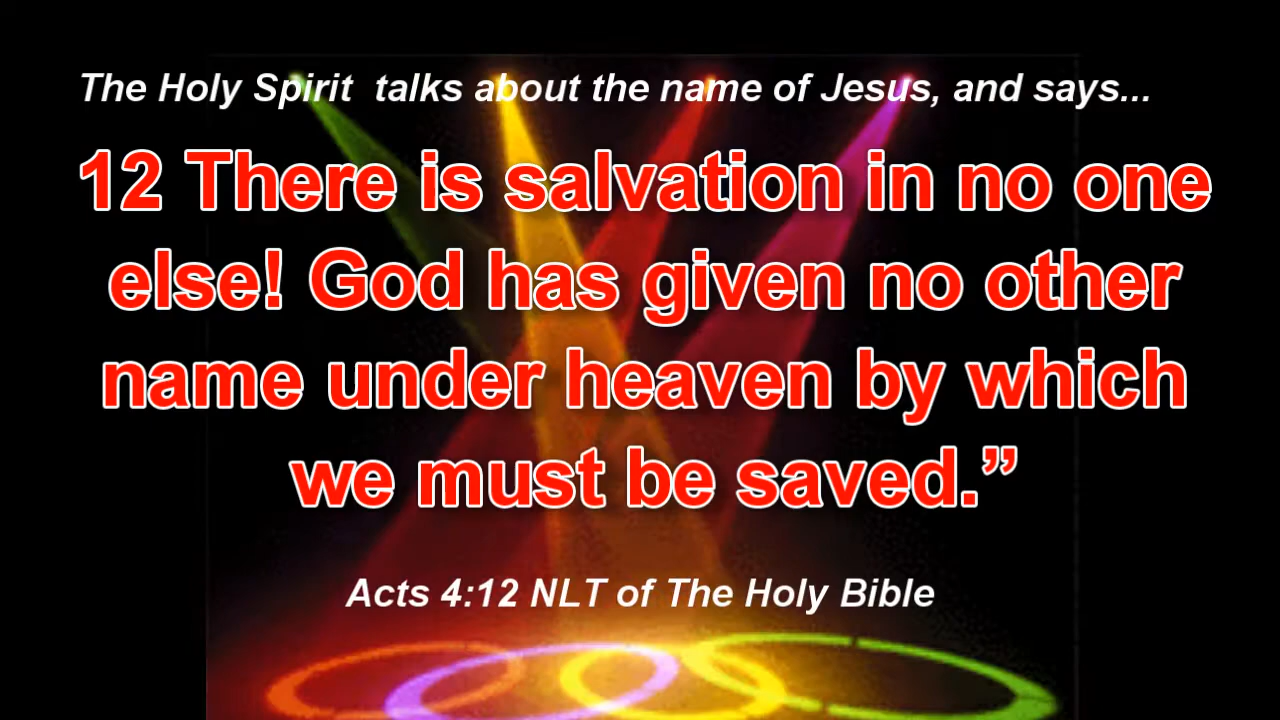 The Holy Spirit  talks about the name of Jesus, and says...
12 There is salvation in no one
else! God has given no other
name under heaven by which
we must be saved.”
Acts 4:12 NLT of The Holy Bible